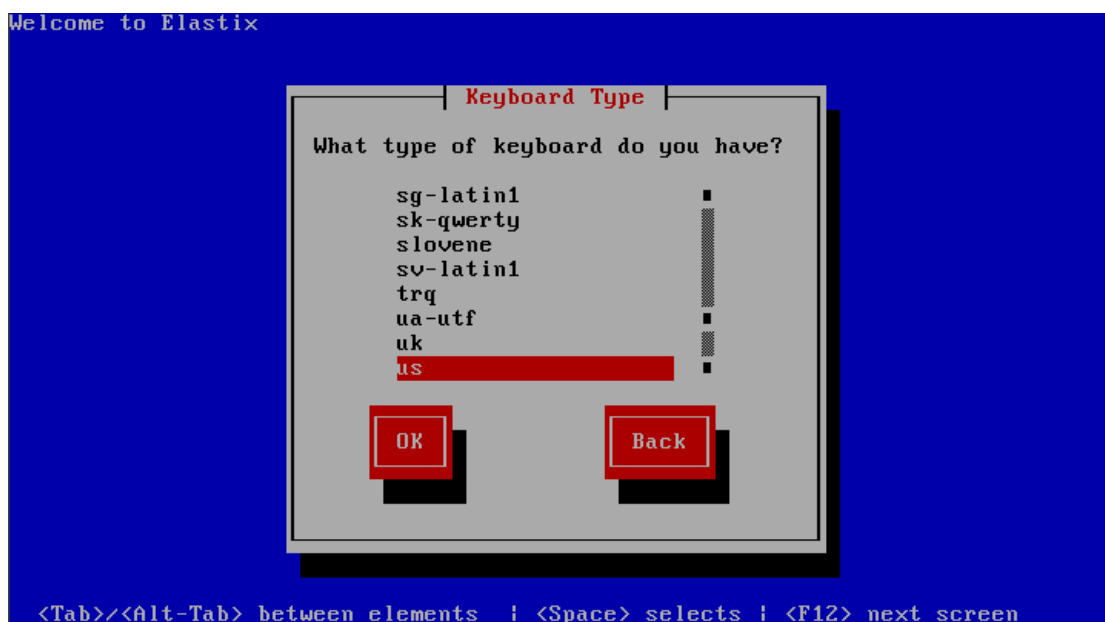 Welcome to Elastix
Keyboard Type
What type of keyboard do you have?
sg-latin1
sk-qwerty
slovene
sv-latin1
trq
ua-utf
uk
us
OK Back
<Tab>/<Alt-Tab> between elements | <Space> selects | <F12> next screen